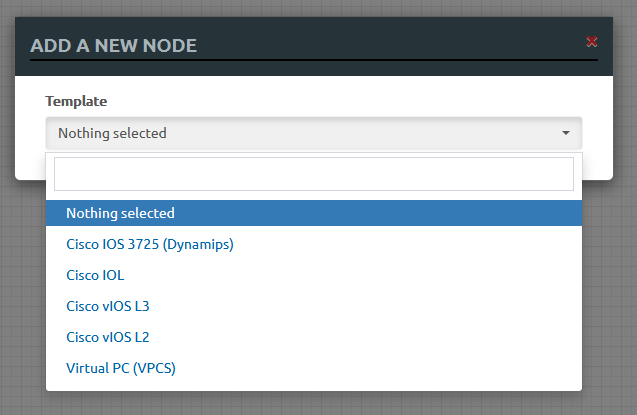 ADD A NEW NODE
Template
Nothing selected
Nothing selected
Cisco IOS 3725 (Dynamips)
Cisco IOL
Cisco vIOS L3
Cisco vIOS L2
Virtual PC (VPCS)